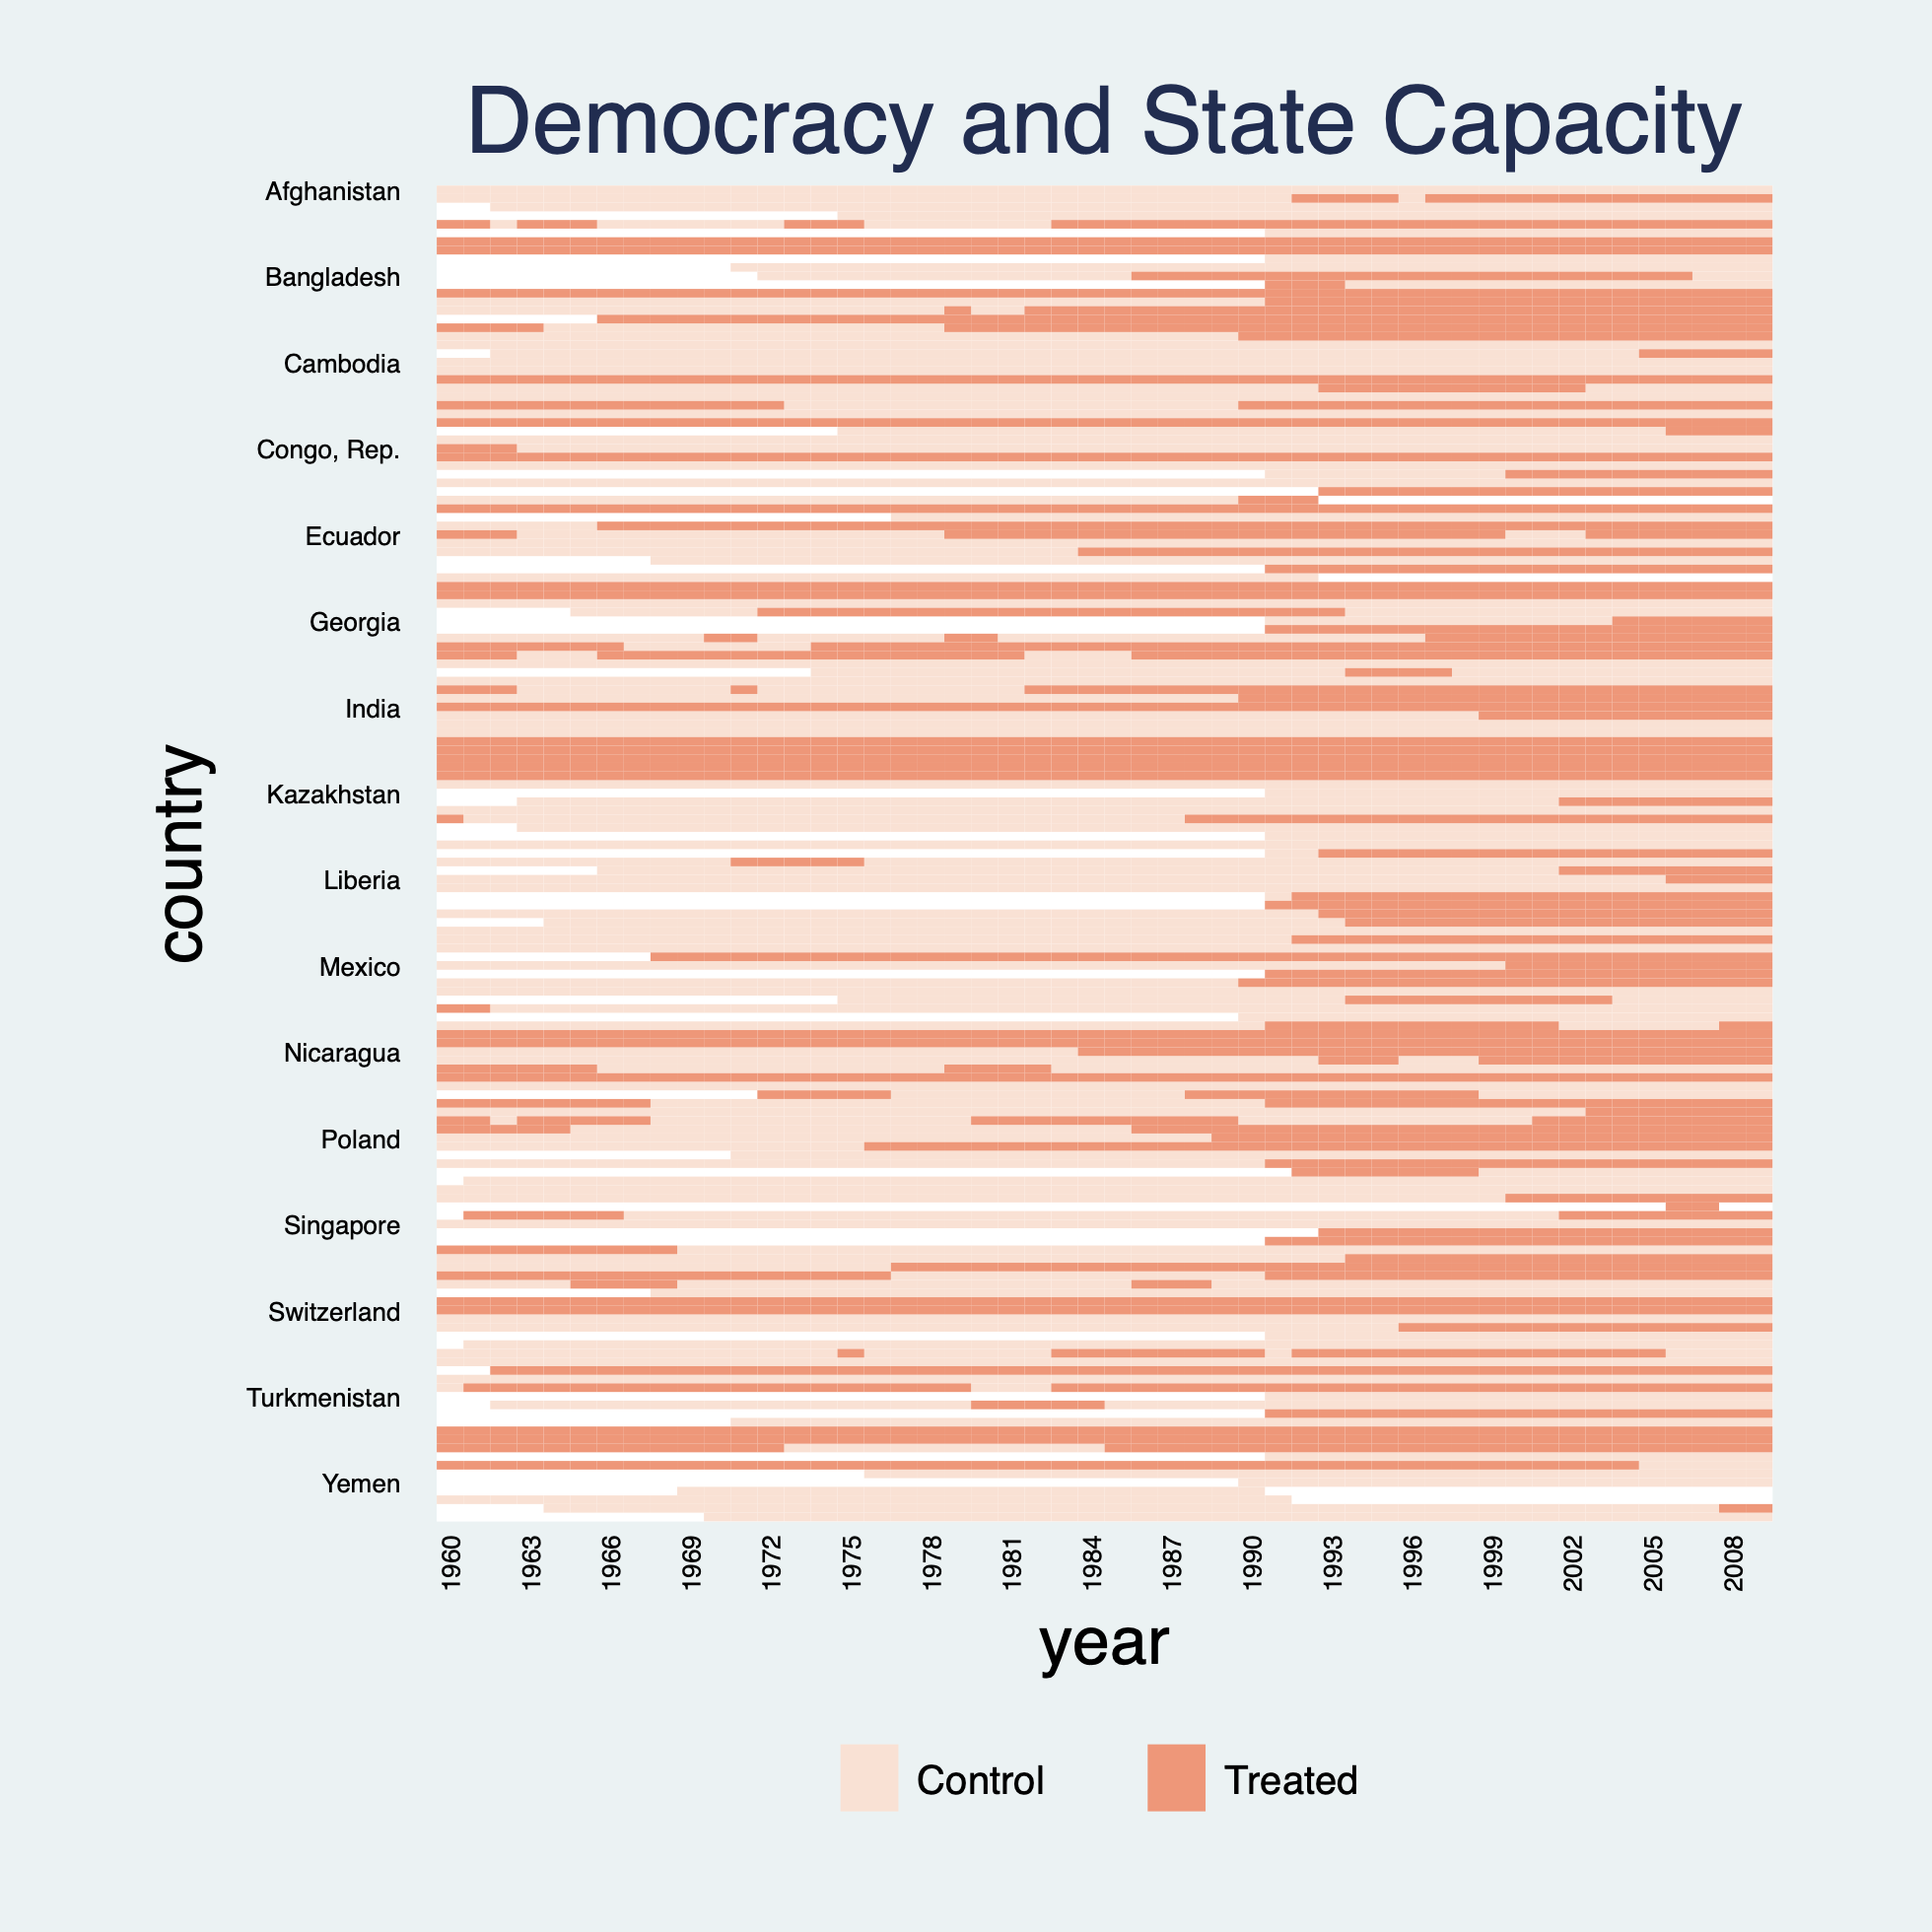 Democracy and State Capacity
Afghanistan
Bangladesh
Cambodia
Congo, Rep.
Ecuador
Georgia
India
Kazakhstan
Liberia
Mexico
Nicaragua
Poland
Singapore
Switzerland
Turkmenistan
Yemen
country
1960 1963 1966 1969 1972 1975 1978 1981 1984 1987 1990 1993 1996 1999 2002 2005 2008
year
Control Treated